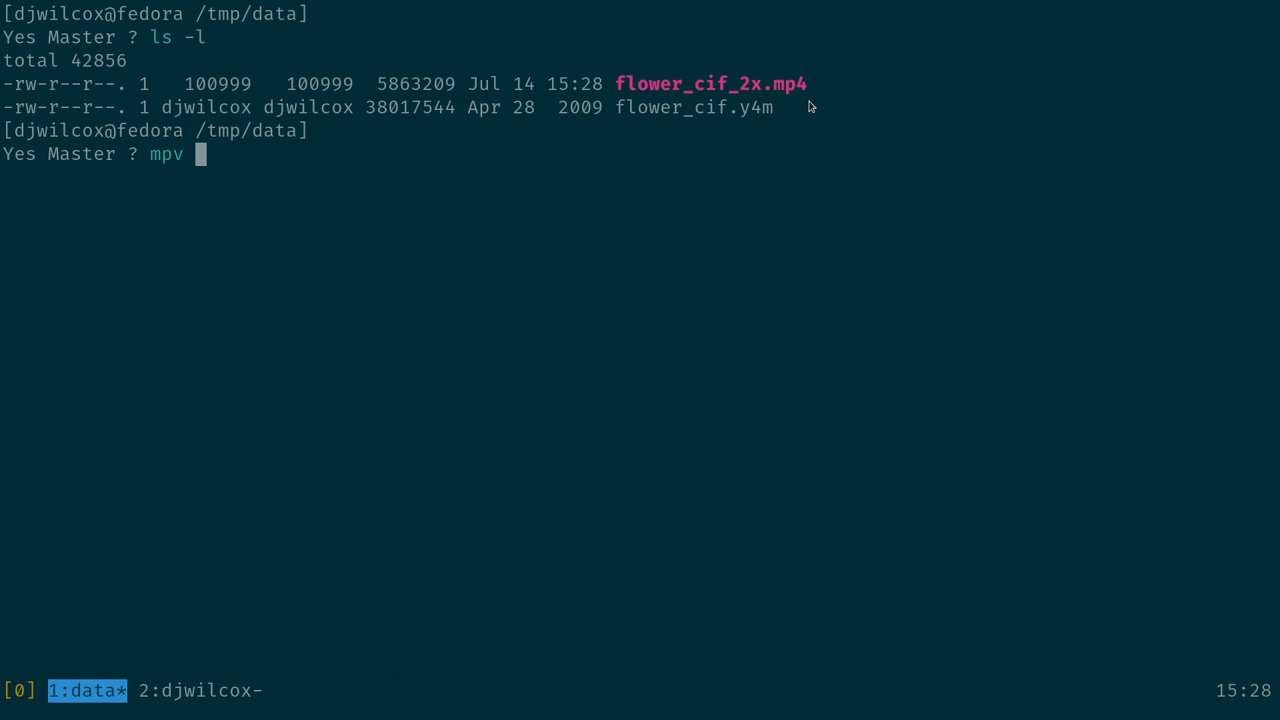 [djwilcox@fedora /tmp/data]
Yes Master ? ls -l
total 42856
-rw-r--r--. 1   100999   100999  5863209 Jul 14 15:28 flower_cif_2x.mp4
-rw-r--r--. 1 djwilcox djwilcox 38017544 Apr 28  2009 flower_cif.y4m
[djwilcox@fedora /tmp/data]
Yes Master ? mpv
[0] 1:data* 2:djwilcox- 15:28